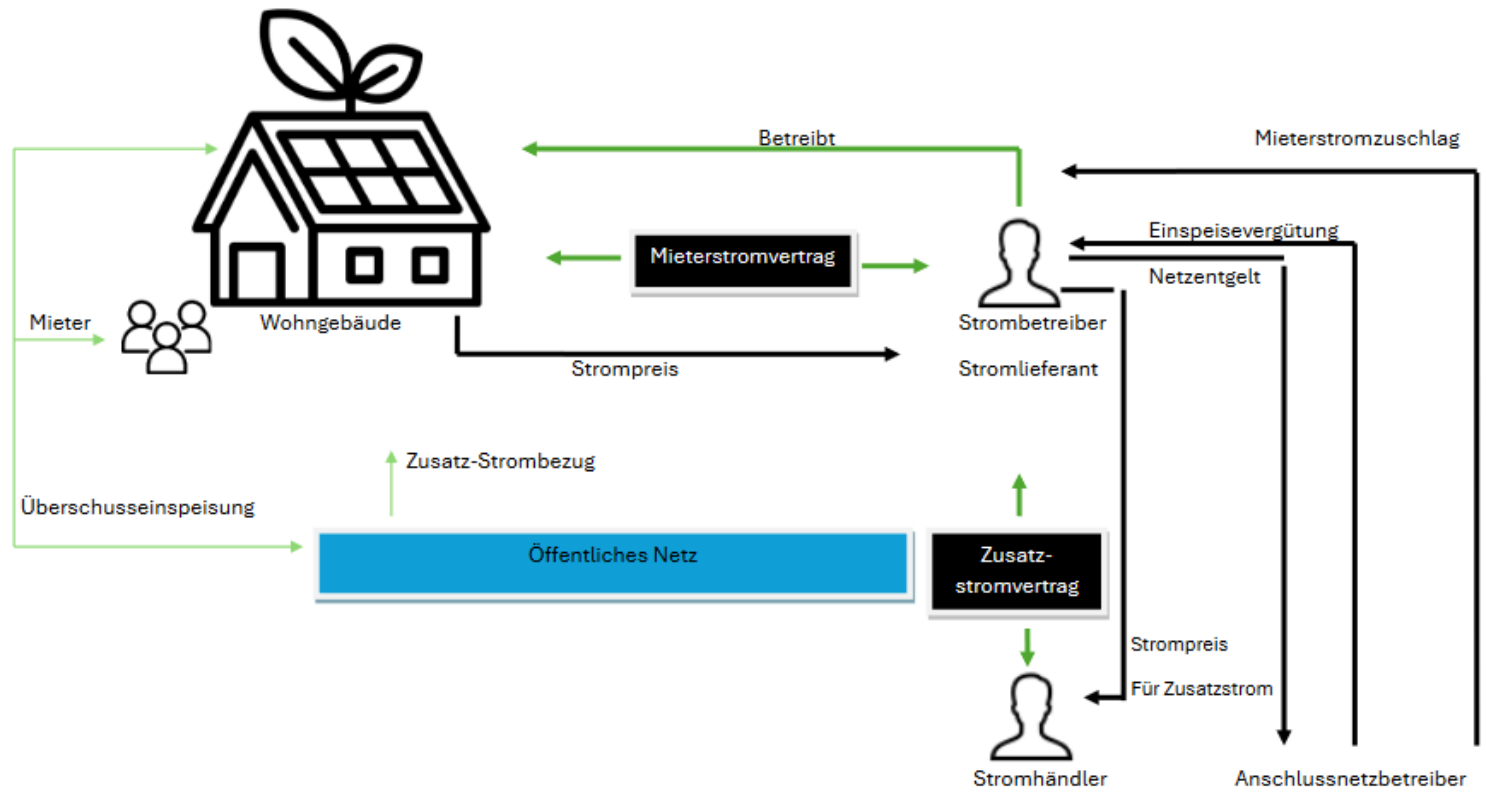 Betreibt
Mieterstromzuschlag
Einspeisevergütung
Mieterstromvertrag
Netzentgelt
Mieter
Wohngebäude
Strombetreiber
Strompreis
Stromlieferant
Zusatz-Strombezug
Überschusseinspeisung
Öffentliches Netz
Zusatz-
stromvertrag
Strompreis
Für Zusatzstrom
Stromhändler
Anschlussnetzbetreiber